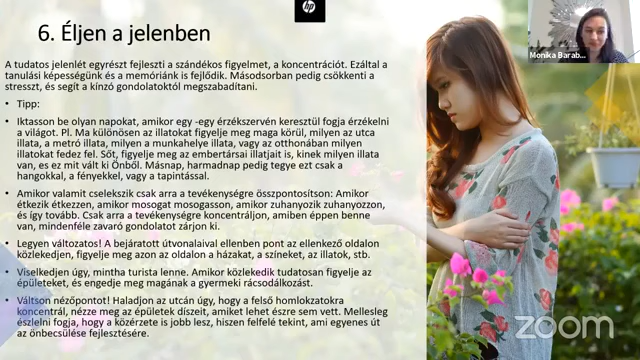 hp
6. Éljen a jelenben
Monika Barab...
A tudatos jelenlét egyrészt fejleszti a szándékos figyelmet, a koncentrációt. Ezáltal a
tanulási képességünk és a memóriánk is fejlődik. Másodsorban pedig csökkenti a
stresszt, és segít a kínzó gondolatoktól megszabadítani.
• Tipp:
• Iktasson be olyan napokat, amikor egy -egy érzékszervén keresztül fogja érzékelni
a világot. Pl. Ma különösen az illatokat figyelje meg maga körül, milyen az utca
illata, a metró illata, milyen a munkahelye illata, vagy az otthonában milyen
illatokat fedez fel. Sőt, figyelje meg az embertársai illatjait is, kinek milyen illata
van, es ez mit vált ki Önből. Másnap, harmadnap pedig tegye ezt csak a
hangokkal, a fényekkel, vagy a tapintással.
• Amikor valamit cselekszik csak arra a tevékenységre összpontosítson: Amikor
étkezik étkezzen, amikor mosogat mosogasson, amikor zuhanyozik zuhanyozzon,
és így tovább. Csak arra a tevékenységre koncentráljon, amiben éppen benne
van, mindenféle zavaró gondolatot zárjon ki.
• Legyen változatos! A bejáratott útvonalaival ellenben pont az ellenkező oldalon
közlekedjen, figyelje meg azon az oldalon a házakat, a színeket, az illatok, stb.
• Viselkedjen úgy, mintha turista lenne. Amikor közlekedik tudatosan figyelje az
épületeket, és engedje meg magának a gyermeki rácsodálkozást.
• Váltson nézőpontot! Haladjon az utcán úgy, hogy a felső homlokzatokra
koncentrál, nézze meg az épületek díszeit, amiket lehet észre sem vett. Mellesleg
észlelni fogja, hogy a közérzete is jobb lesz, hiszen felfelé tekint, ami egyenes út
az önbecsülése fejlesztésére.
zoom